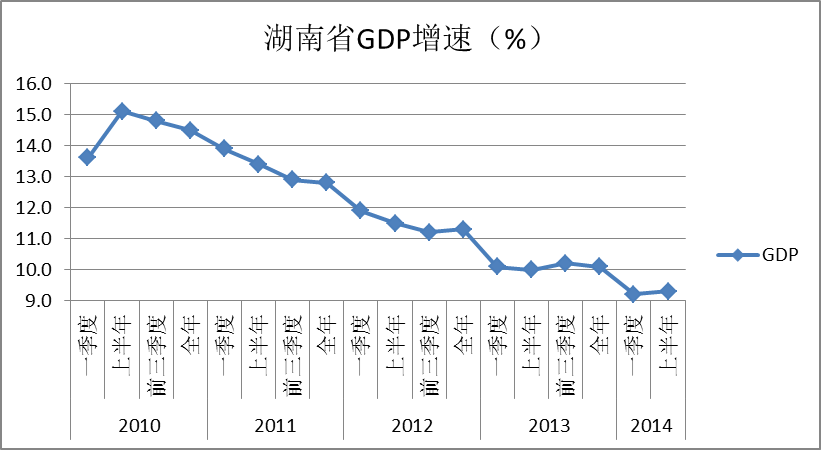 湖南省GDP增速（%）
16.0
15.0
14.0
13.0
12.0
11.0
10.0
9.0
GDP
一季度 上半年 前三季度 全年 一季度 上半年 前三季度 全年 一季度 上半年 前三季度 全年 一季度 上半年 前三季度 全年 一季度 上半年
2010 2011 2012 2013 2014